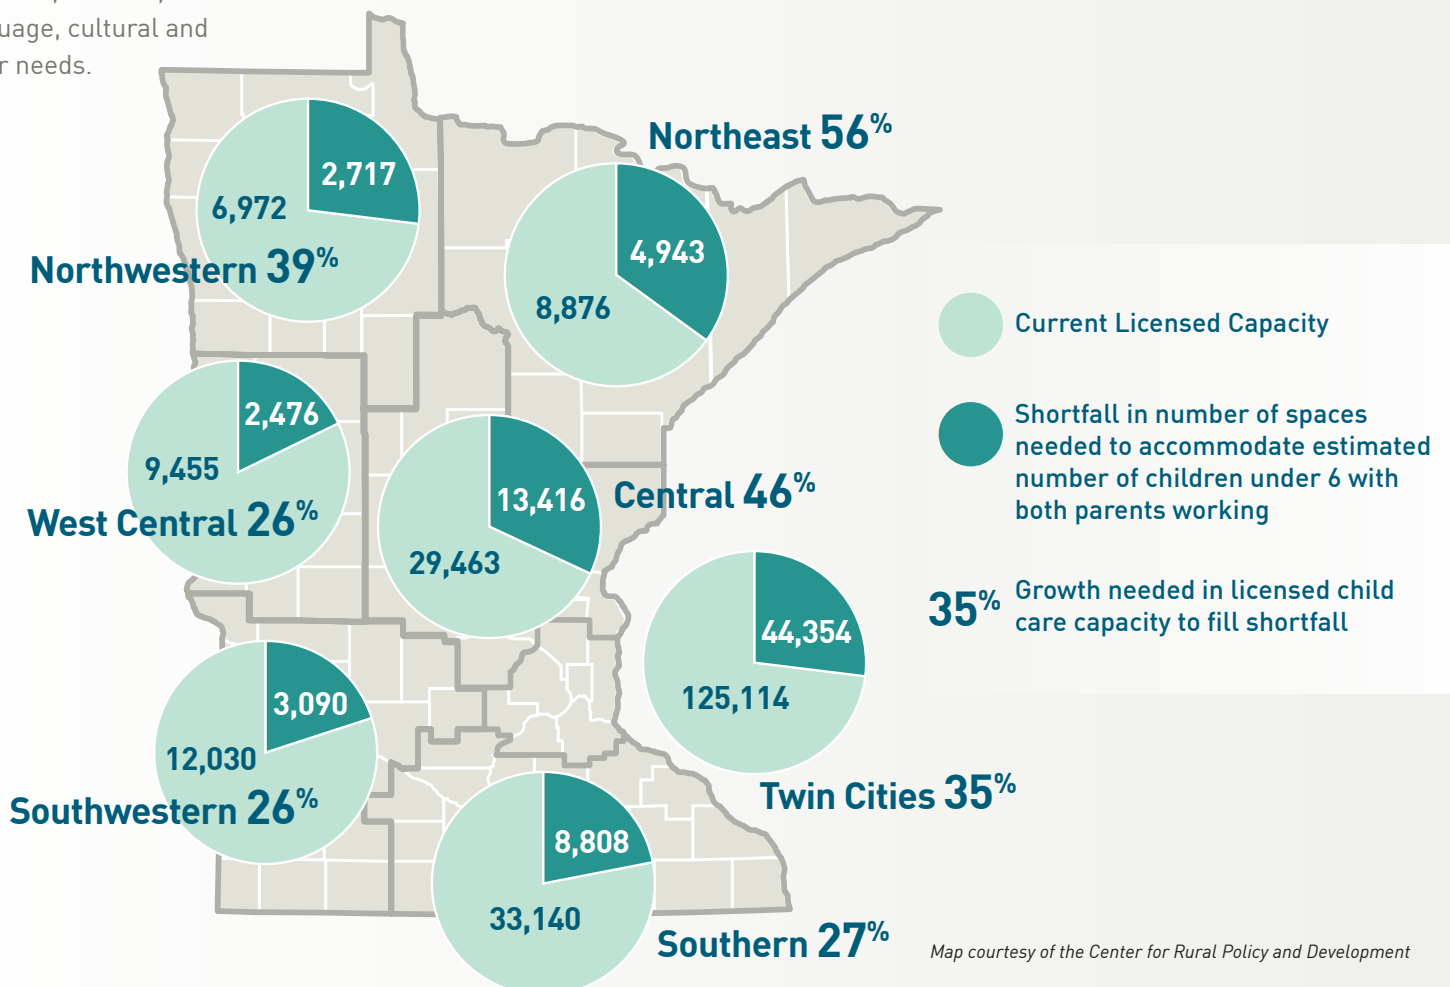 cultural and
needs.
Northeast 56%
2,717
6,972
Northwestern 39%
4,943
8,876
Current Licensed Capacity
Shortfall in number of spaces
needed to accommodate estimated
number of children under 6 with
both parents working
35% Growth needed in licensed child
care capacity to fill shortfall
2,476
9,455
West Central 26%
13,416
29,463
Central 46%
44,354
125,114
Twin Cities 35%
3,090
12,030
Southwestern 26%
8,808
33,140
Southern 27%
Map courtesy of the Center for Rural Policy and Development